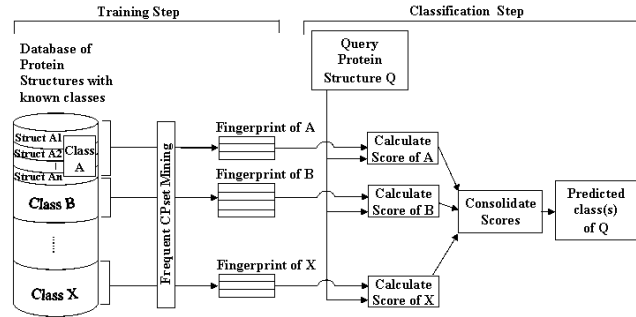 Training Step
Classification Step
Database of
Protein
Structures with
known classes
Struct A1
Struct A2
Struct An
Class
A
Class B
Class X
Frequent CPset Mining
Fingerprint of A
Fingerprint of B
Fingerprint of X
Query
Protein
Structure Q
Calculate
Score of A
Calculate
Score of B
Calculate
Score of X
Consolidate
Scores
Predicted
class(s)
of Q